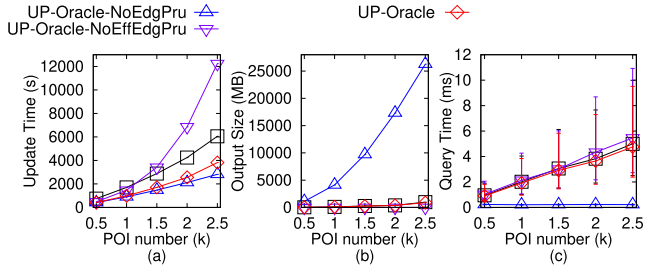 UP-Oracle-NoEdgPru
UP-Oracle
UP-Oracle-NoEffEdgPru
Update Time (s)
12000
10000
8000
6000
4000
2000
0
0.5 1 1.5 2 2.5
POI number (k)
(a)
Output Size (MB)
25000
20000
15000
10000
5000
0
0.5 1 1.5 2 2.5
POI number (k)
(b)
Query Time (ms)
12
10
8
6
4
2
0
0.5 1 1.5 2 2.5
POI number (k)
(c)